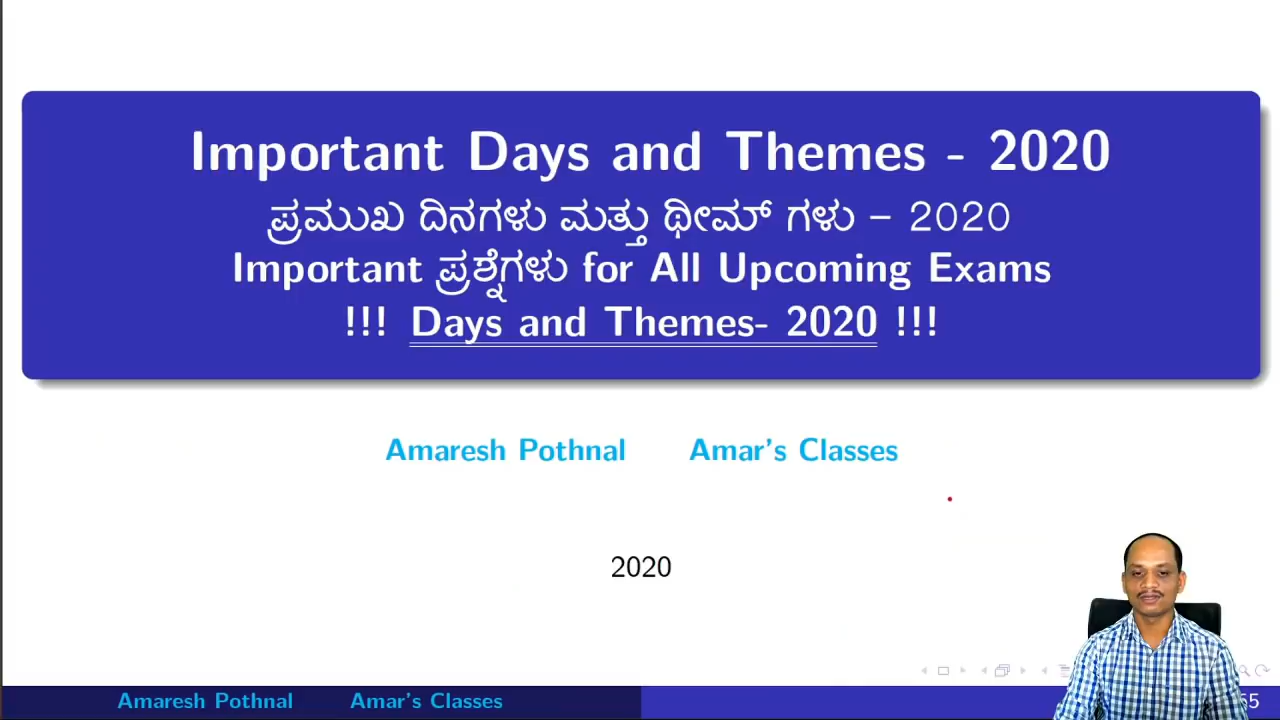 Important Days and Themes - 2020
ಪ್ರಮುಖ ದಿನಗಳು ಮತ್ತು ಥೀಮ್ ಗಳು – 2020
Important ಪ್ರಶ್ನೆಗಳು for All Upcoming Exams
!!! Days and Themes- 2020 !!!
Amaresh Pothnal Amar's Classes
2020
Amaresh Pothnal Amar's Classes